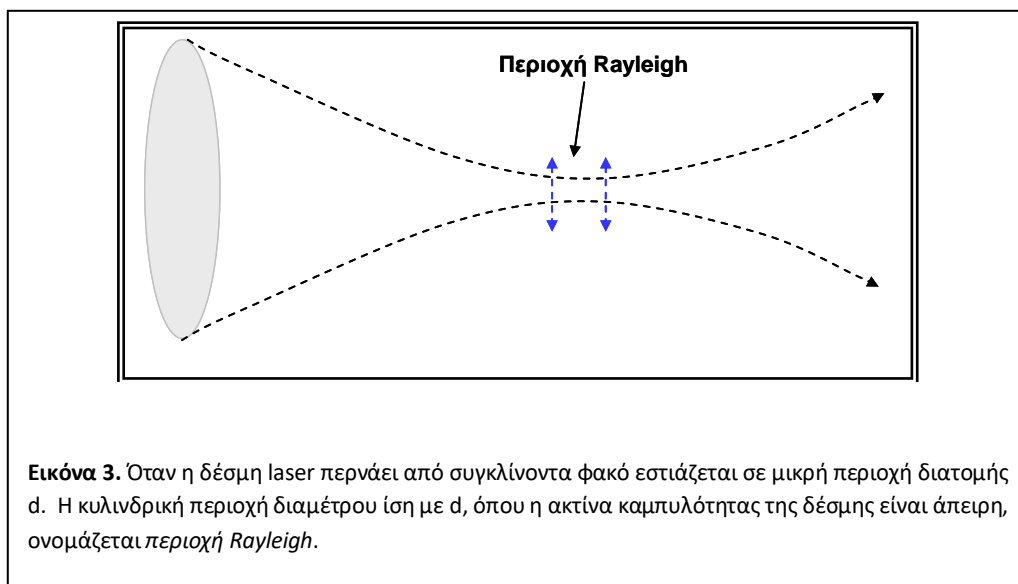 Περιοχή Rayleigh
Εικόνα 3. Όταν η δέσμη laser περνάει από συγκλίνοντα φακό εστιάζεται σε μικρή περιοχή διατομής
d. Η κυλινδρική περιοχή διαμέτρου ίση με d, όπου η ακτίνα καμπυλότητας της δέσμης είναι άπειρη,
ονομάζεται περιοχή Rayleigh.